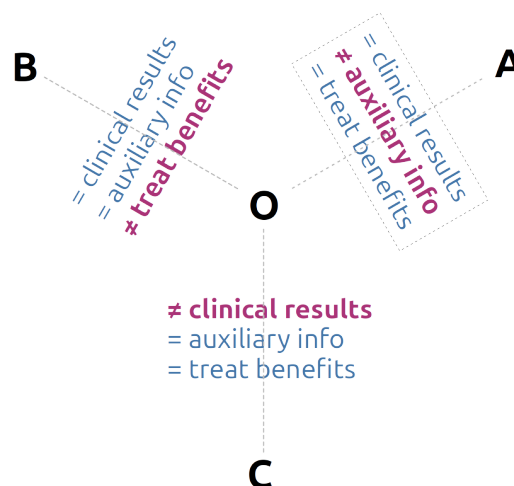 B
= clinical results
= auxiliary info
≠ treat benefits
A
= clinical results
≠ auxiliary info
= treat benefits
O
≠ clinical results
= auxiliary info
= treat benefits
C